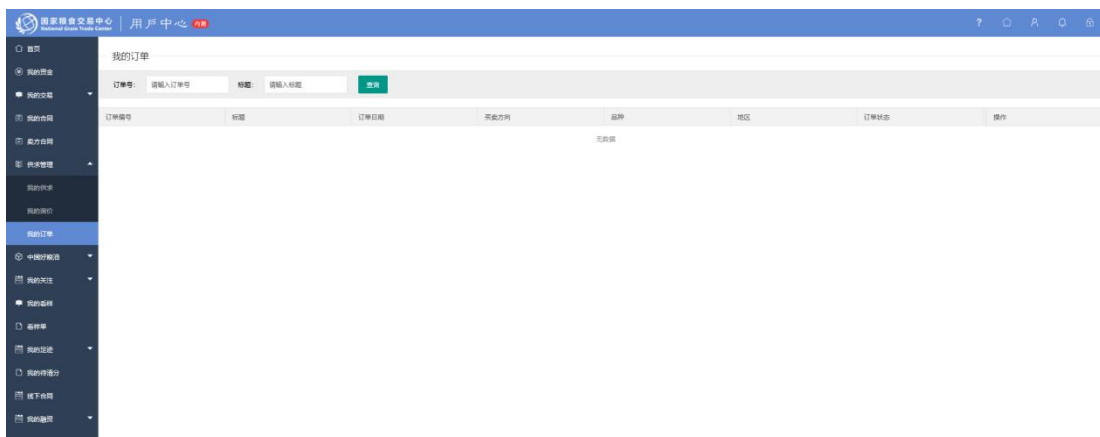 国家粮食交易中心 用户中心 内测
National Grain Trade Center
首页
我的资金
我的交易
我的合同
卖方合同
供求管理
我的供求
我的询价
我的订单
中国好粮油
我的关注
我的看样
看样单
我的足迹
我的待清分
线下合同
我的融资
我的订单
订单号: 请输入订单号 标题: 请输入标题 查询
订单编号 标题 订单日期 买卖方向 品种 地区 订单状态 操作
无数据